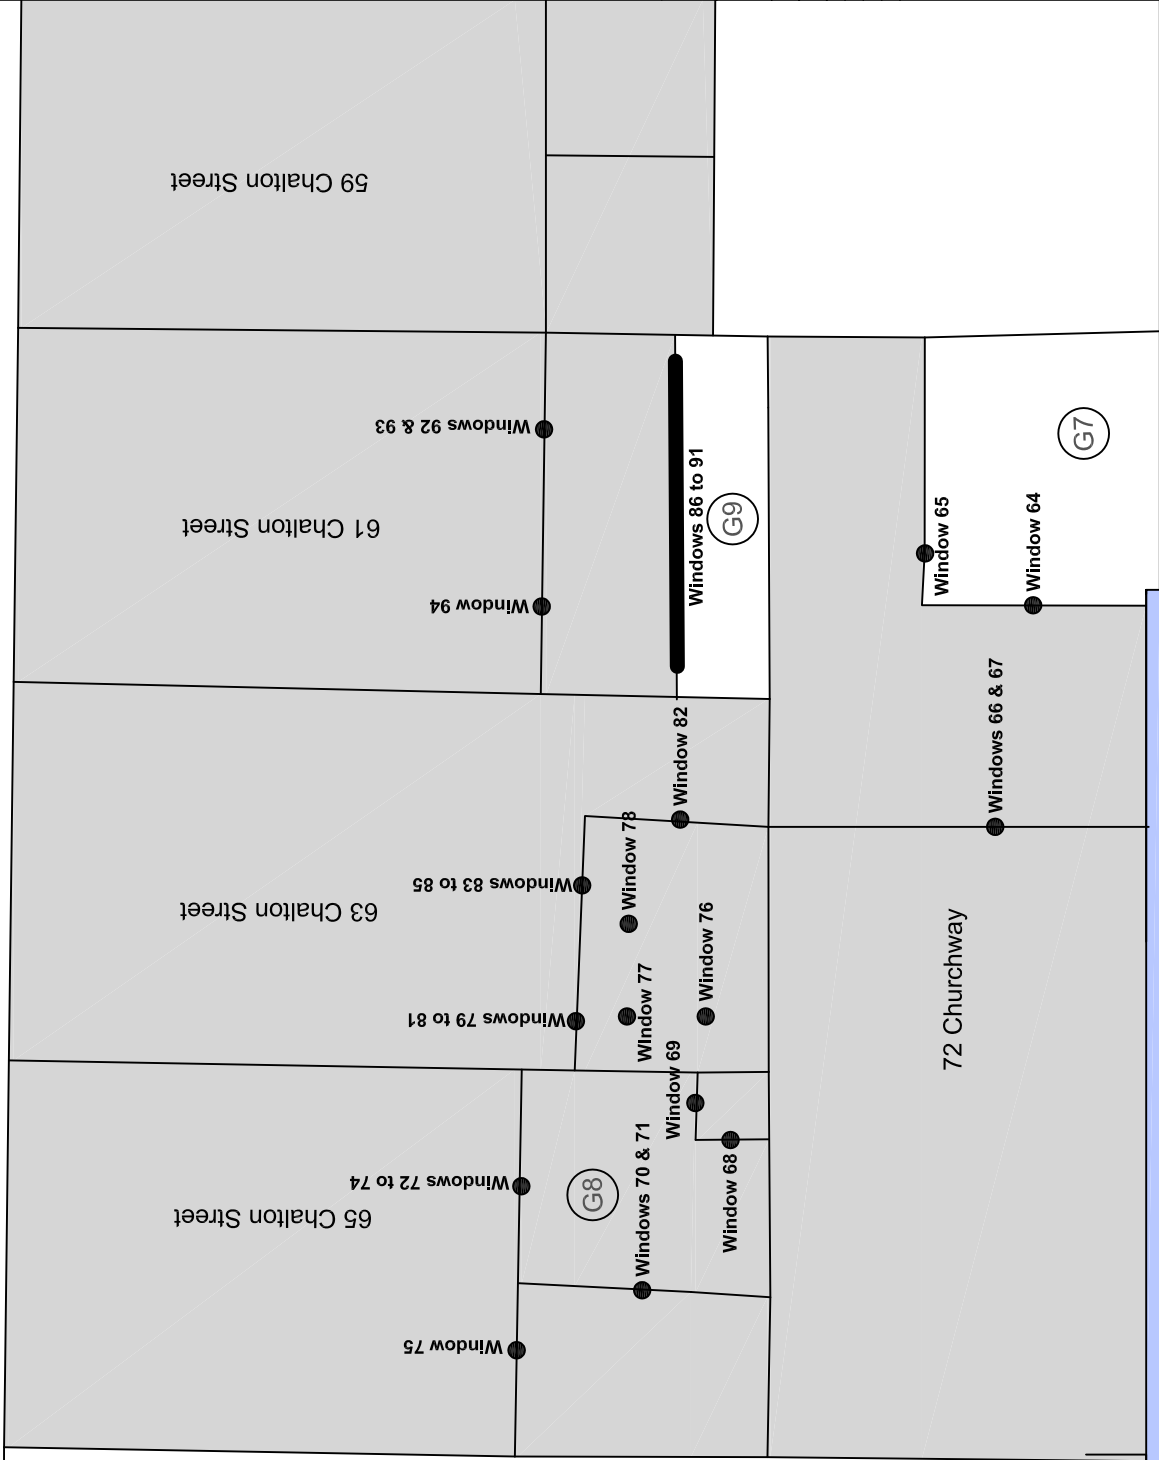 59 Chalton Street
Windows 92 & 93
61 Chalton Street
Window 94
Windows 86 to 91
G9
G7
Window 65
Window 64
Windows 66 & 67
Window 82
Window 78
Windows 83 to 85
63 Chalton Street
Window 76
Window 77
Windows 79 to 81
Window 69
72 Churchway
Windows 70 & 71
Window 68
Windows 72 to 74
G8
65 Chalton Street
Window 75